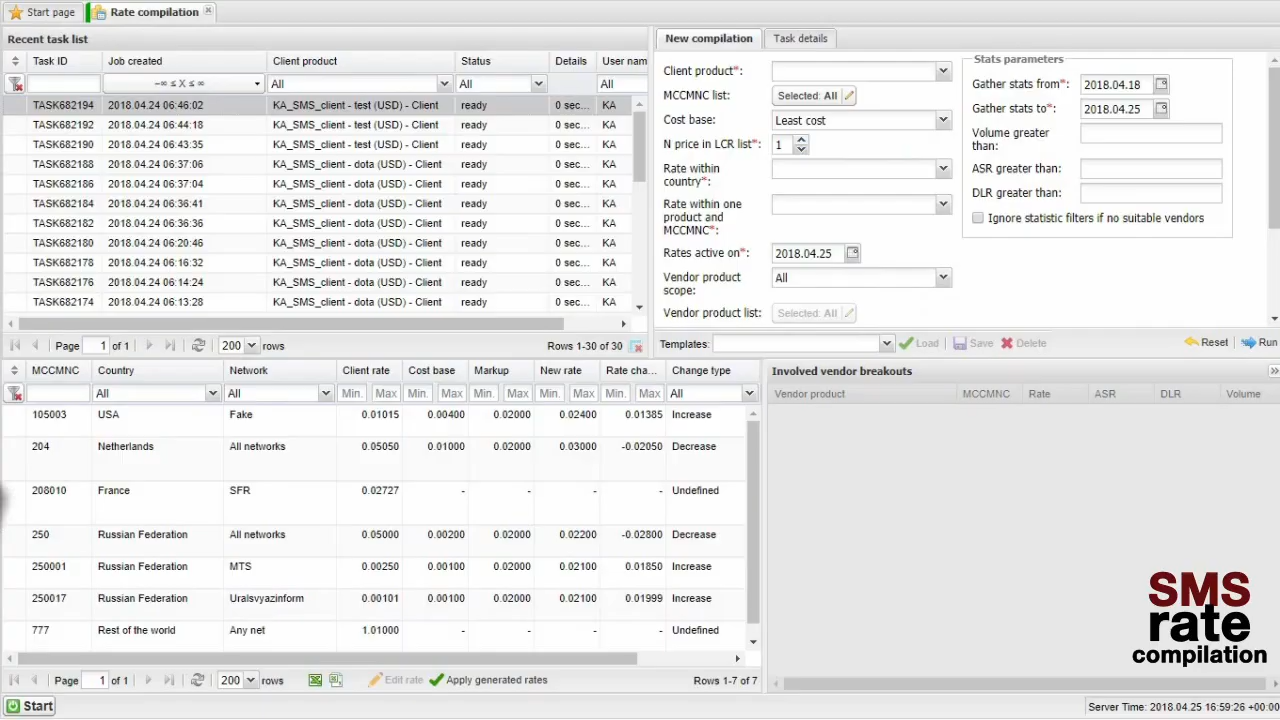 Start page
Rate compilation
Recent task list
Task ID Job created Client product Status Details User nam
−∞ ≤ X ≤ ∞ All All All
TASK682194 2018.04.24 06:46:02 KA_SMS_client - test (USD) - Client ready 0 sec... KA
TASK682192 2018.04.24 06:44:18 KA_SMS_client - test (USD) - Client ready 0 sec... KA
TASK682190 2018.04.24 06:43:35 KA_SMS_client - test (USD) - Client ready 0 sec... KA
TASK682188 2018.04.24 06:37:06 KA_SMS_client - dota (USD) - Client ready 0 sec... KA
TASK682186 2018.04.24 06:37:04 KA_SMS_client - dota (USD) - Client ready 0 sec... KA
TASK682184 2018.04.24 06:36:41 KA_SMS_client - dota (USD) - Client ready 0 sec... KA
TASK682182 2018.04.24 06:36:36 KA_SMS_client - dota (USD) - Client ready 0 sec... KA
TASK682180 2018.04.24 06:20:46 KA_SMS_client - dota (USD) - Client ready 0 sec... KA
TASK682178 2018.04.24 06:16:32 KA_SMS_client - dota (USD) - Client ready 0 sec... KA
TASK682176 2018.04.24 06:14:24 KA_SMS_client - dota (USD) - Client ready 0 sec... KA
TASK682174 2018.04.24 06:13:28 KA_SMS_client - dota (USD) - Client ready 0 sec... KA
Page 1 of 1 200 rows Rows 1-30 of 30
New compilation Task details
Client product*:
MCCMNC list: Selected: All
Cost base: Least cost
N price in LCR list*: 1
Rate within
country*:
Rate within one
product and
MCCMNC*:
Rates active on*: 2018.04.25
Vendor product
scope: All
Vendor product list: Selected: All
Stats parameters
Gather stats from*: 2018.04.18
Gather stats to*: 2018.04.25
Volume greater
than:
ASR greater than:
DLR greater than:
Ignore statistic filters if no suitable vendors
Templates: Load Save Delete Reset Run
MCCMNC Country Network Client rate Cost base Markup New rate Rate cha... Change type
All All Min. Max Min. Max Min. Max Min. Max Min. Max All
105003 USA Fake 0.01015 0.00400 0.02000 0.02400 0.01385 Increase
204 Netherlands All networks 0.05050 0.01000 0.02000 0.03000 -0.02050 Decrease
208010 France SFR 0.02727 - - - - Undefined
250 Russian Federation All networks 0.05000 0.00200 0.02000 0.02200 -0.02800 Decrease
250001 Russian Federation MTS 0.00250 0.00100 0.02000 0.02100 0.01850 Increase
250017 Russian Federation Uralsvyazinform 0.00101 0.00100 0.02000 0.02100 0.01999 Increase
777 Rest of the world Any net 1.01000 - - - - Undefined
Page 1 of 1 200 rows Edit rate Apply generated rates Rows 1-7 of 7
Involved vendor breakouts
Vendor product MCCMNC Rate ASR DLR Volume
SMS
rate
compilation
Start
Server Time: 2018.04.25 16:59:26 +00:00